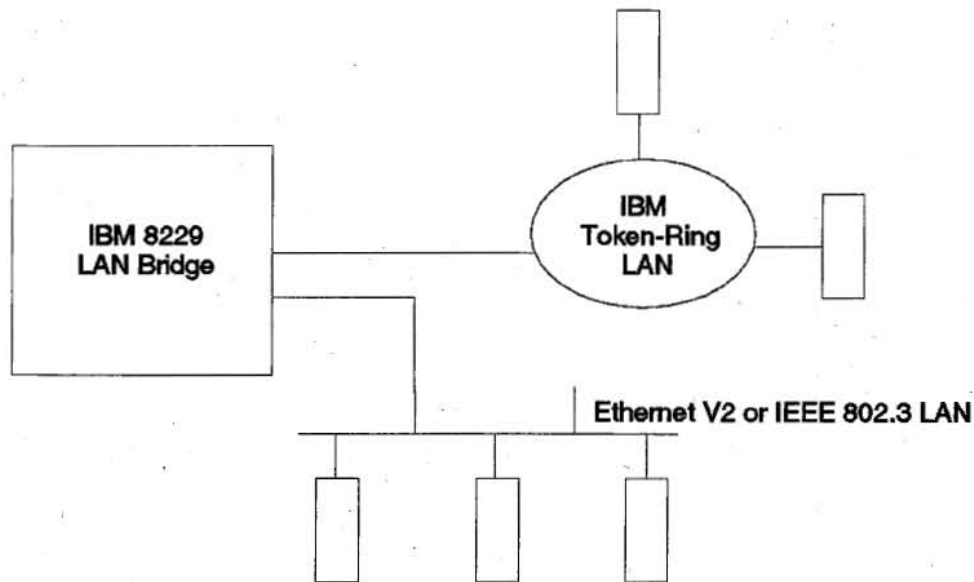 IBM 8229
LAN Bridge
IBM
Token-Ring
LAN
Ethernet V2 or IEEE 802.3 LAN